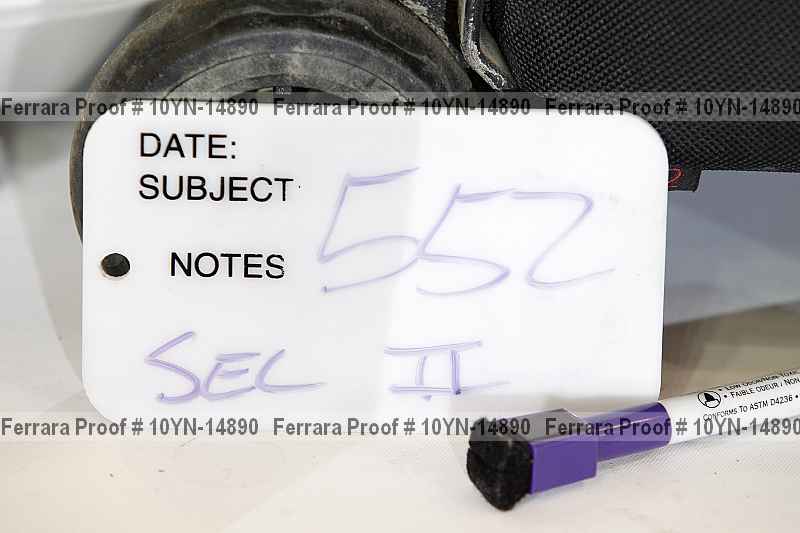 Ferrara Proof # 10YN-14890 Ferrara Proof # 10YN-14890 Ferrara Proof # 10YN-14890
DATE:
SUBJECT 552
NOTES
SEC II
• FAIBLE ODEUR / NON
CONFORMS TO ASTM D4236 •
Ferrara Proof # 10YN-14890 Ferrara Proof # 10YN-14890 Ferrara Proof # 10YN-14890